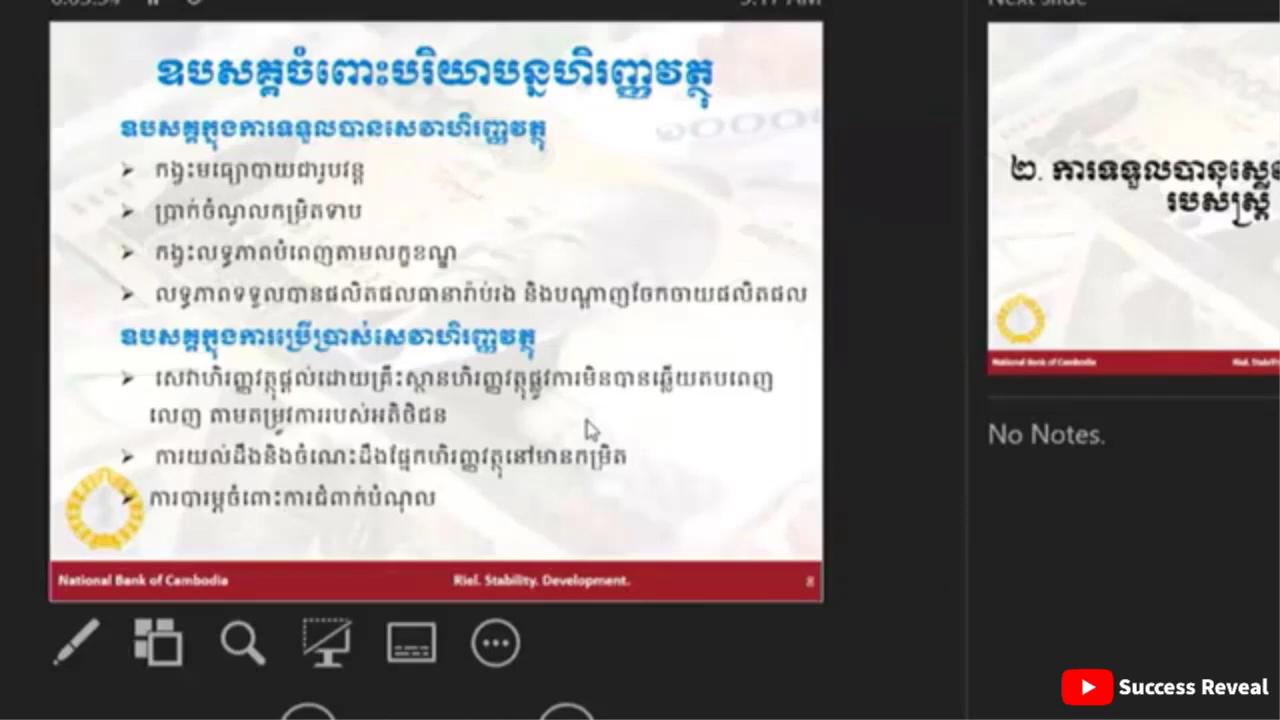 Next slide
ឧបសគ្គចំពោះបរិយាបន្នហិរញ្ញវត្ថុ
ឧបសគ្គក្នុងការទទួលបានសេវាហិរញ្ញវត្ថុ
➢ កង្វះមធ្យោបាយជារូបវន្ត
➢ ប្រាក់ចំណូលកម្រិតទាប
➢ កង្វះលទ្ធភាពបំពេញតាមលក្ខខណ្ឌ
➢ លទ្ធភាពទទួលបានផលិតផលធានារ៉ាប់រង និងបណ្តាញចែកចាយផលិតផល
ឧបសគ្គក្នុងការប្រើប្រាស់សេវាហិរញ្ញវត្ថុ
➢ សេវាហិរញ្ញវត្ថុផ្តល់ដោយគ្រឹះស្ថានហិរញ្ញវត្ថុផ្លូវការមិនបានឆ្លើយតបពេញ
លេញ តាមតម្រូវការរបស់អតិថិជន
➢ ការយល់ដឹងនិងចំណេះដឹងផ្នែកហិរញ្ញវត្ថុនៅមានកម្រិត
➢ ការបារម្ភចំពោះការជំពាក់បំណុល
National Bank of Cambodia Riel. Stability. Development. 8
២. ការទទួលបាន
របស់ស្ត្រី
National Bank of Cambodia
No Notes.
Success Reveal